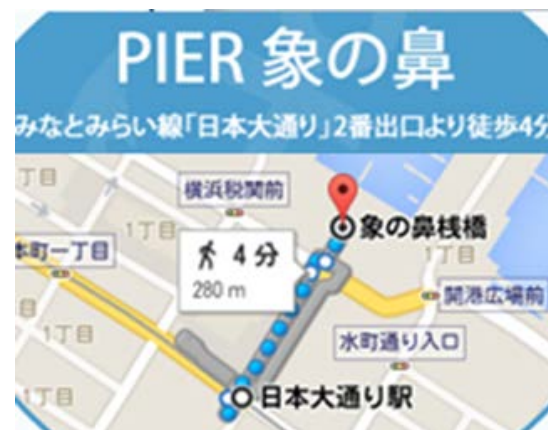 PIER 象の鼻
みなとみらい線「日本大通り」2番出口より徒歩4分
1丁目
横浜税関前
1丁目
象の鼻桟橋
本町一丁目
4 分
280 m
開港広場前
1丁目
水町通り入口
日本大通り駅
1丁目